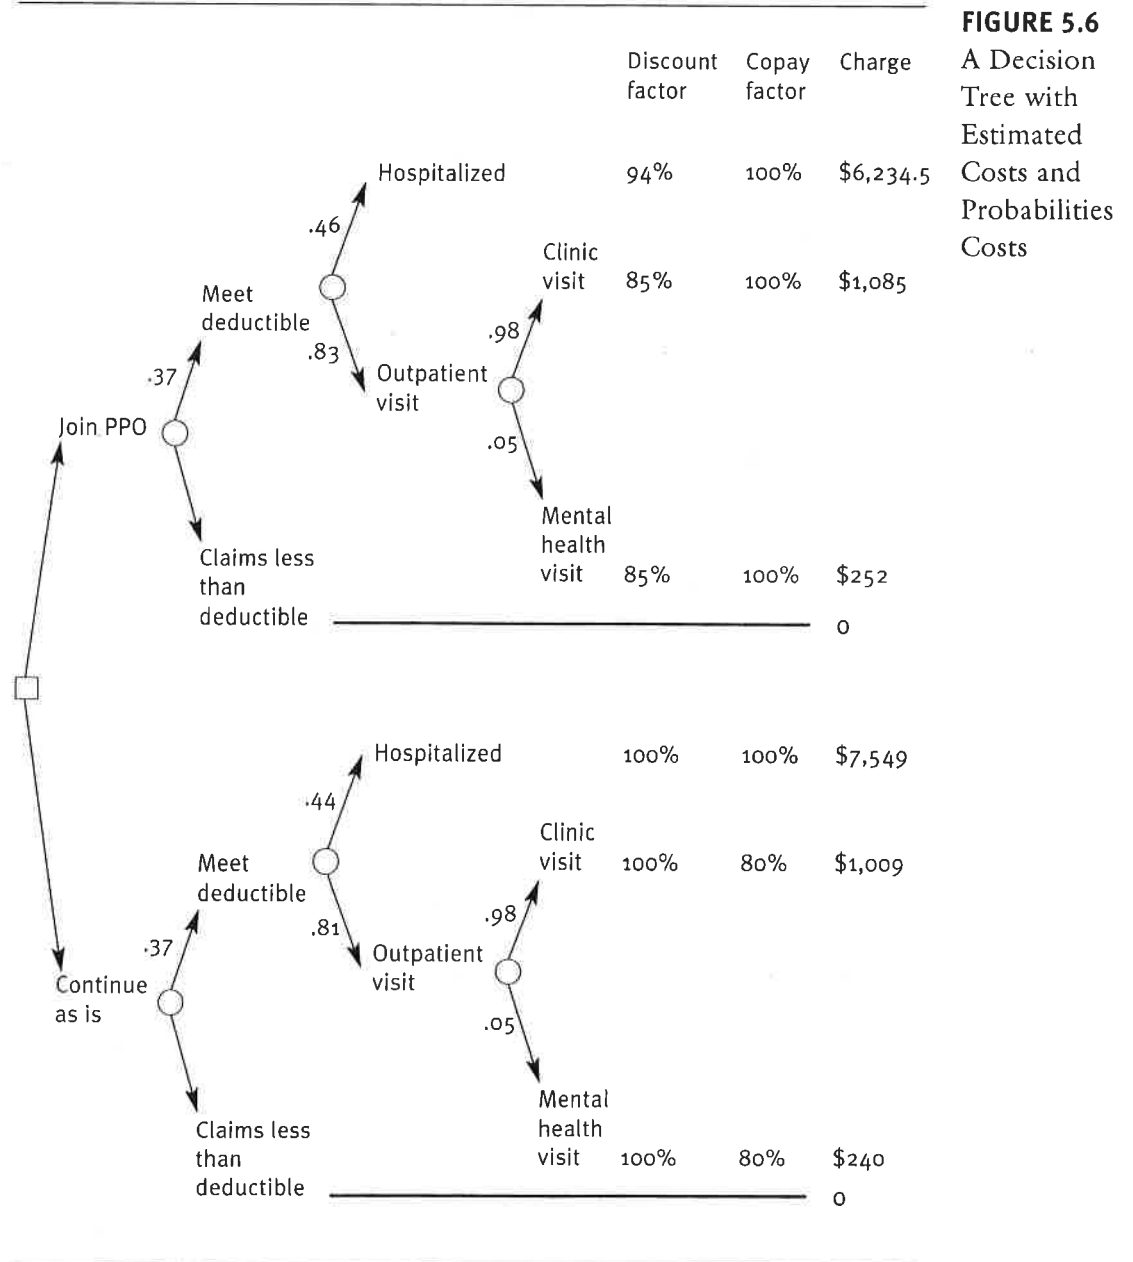 FIGURE 5.6
A Decision
Tree with
Estimated
Costs and
Probabilities
Costs
Discount factor
Copay factor
Charge
Hospitalized
94%
100%
$6,234.5
.46
Clinic
visit
85%
100%
$1,085
Meet
deductible
.98
.83
Outpatient
visit
.37
Join PPO
.05
Mental
health
visit
85%
100%
$252
Claims less
than
deductible
0
Hospitalized
100%
100%
$7,549
.44
Clinic
visit
100%
80%
$1,009
Meet
deductible
.98
.81
Outpatient
visit
.37
Continue
as is
.05
Mental
health
visit
100%
80%
$240
Claims less
than
deductible
0